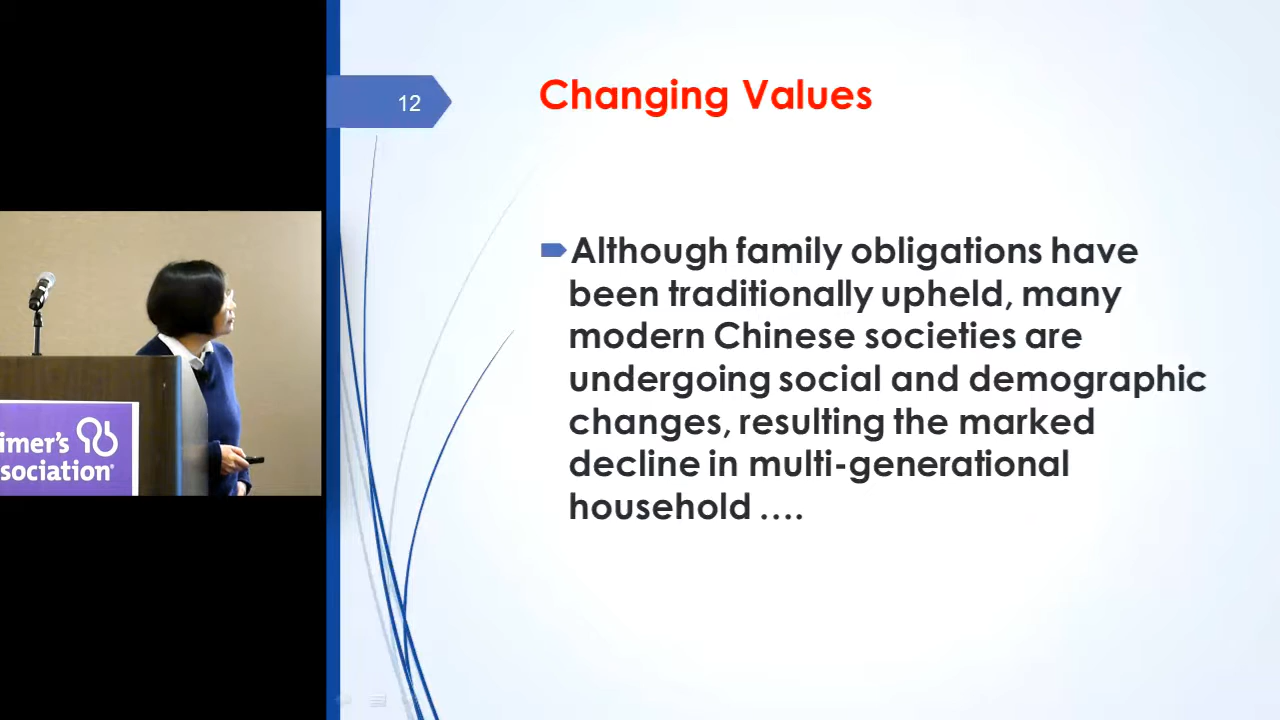 12
Changing Values
Although family obligations have
been traditionally upheld, many
modern Chinese societies are
undergoing social and demographic
changes, resulting the marked
decline in multi-generational
household ....
imer's
sociation®